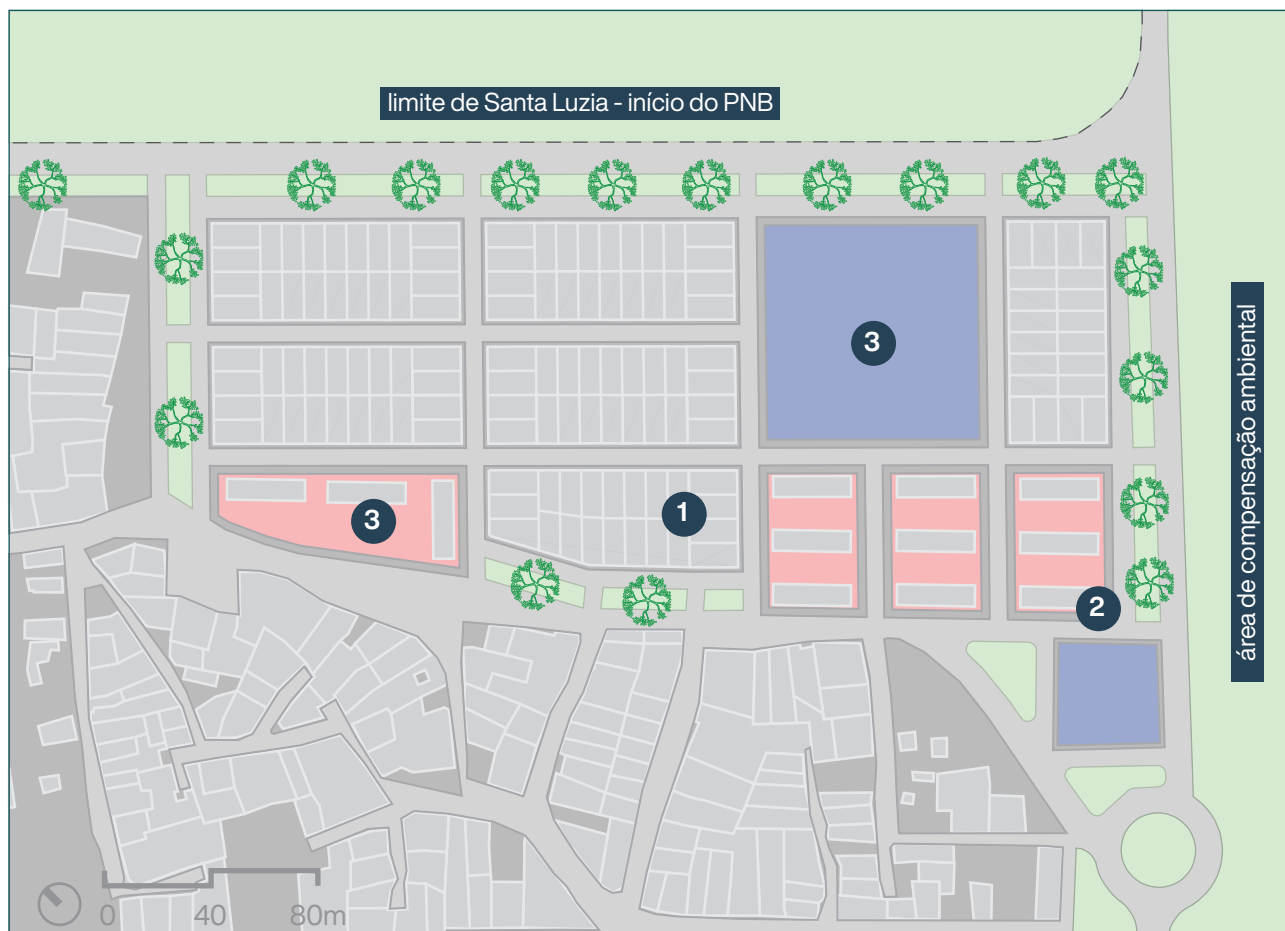 limite de Santa Luzia - início do PNB
3
área de compensação ambiental
1
3
2
0 40 80m